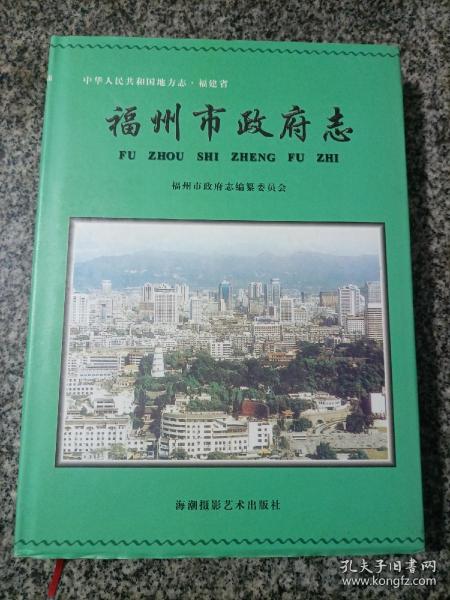 中华人民共和国地方志·福建省
福州市政府志
FU ZHOU SHI ZHENG FU ZHI
福州市政府志编纂委员会
海潮摄影艺术出版社
孔夫子旧书网
www.kongfz.com